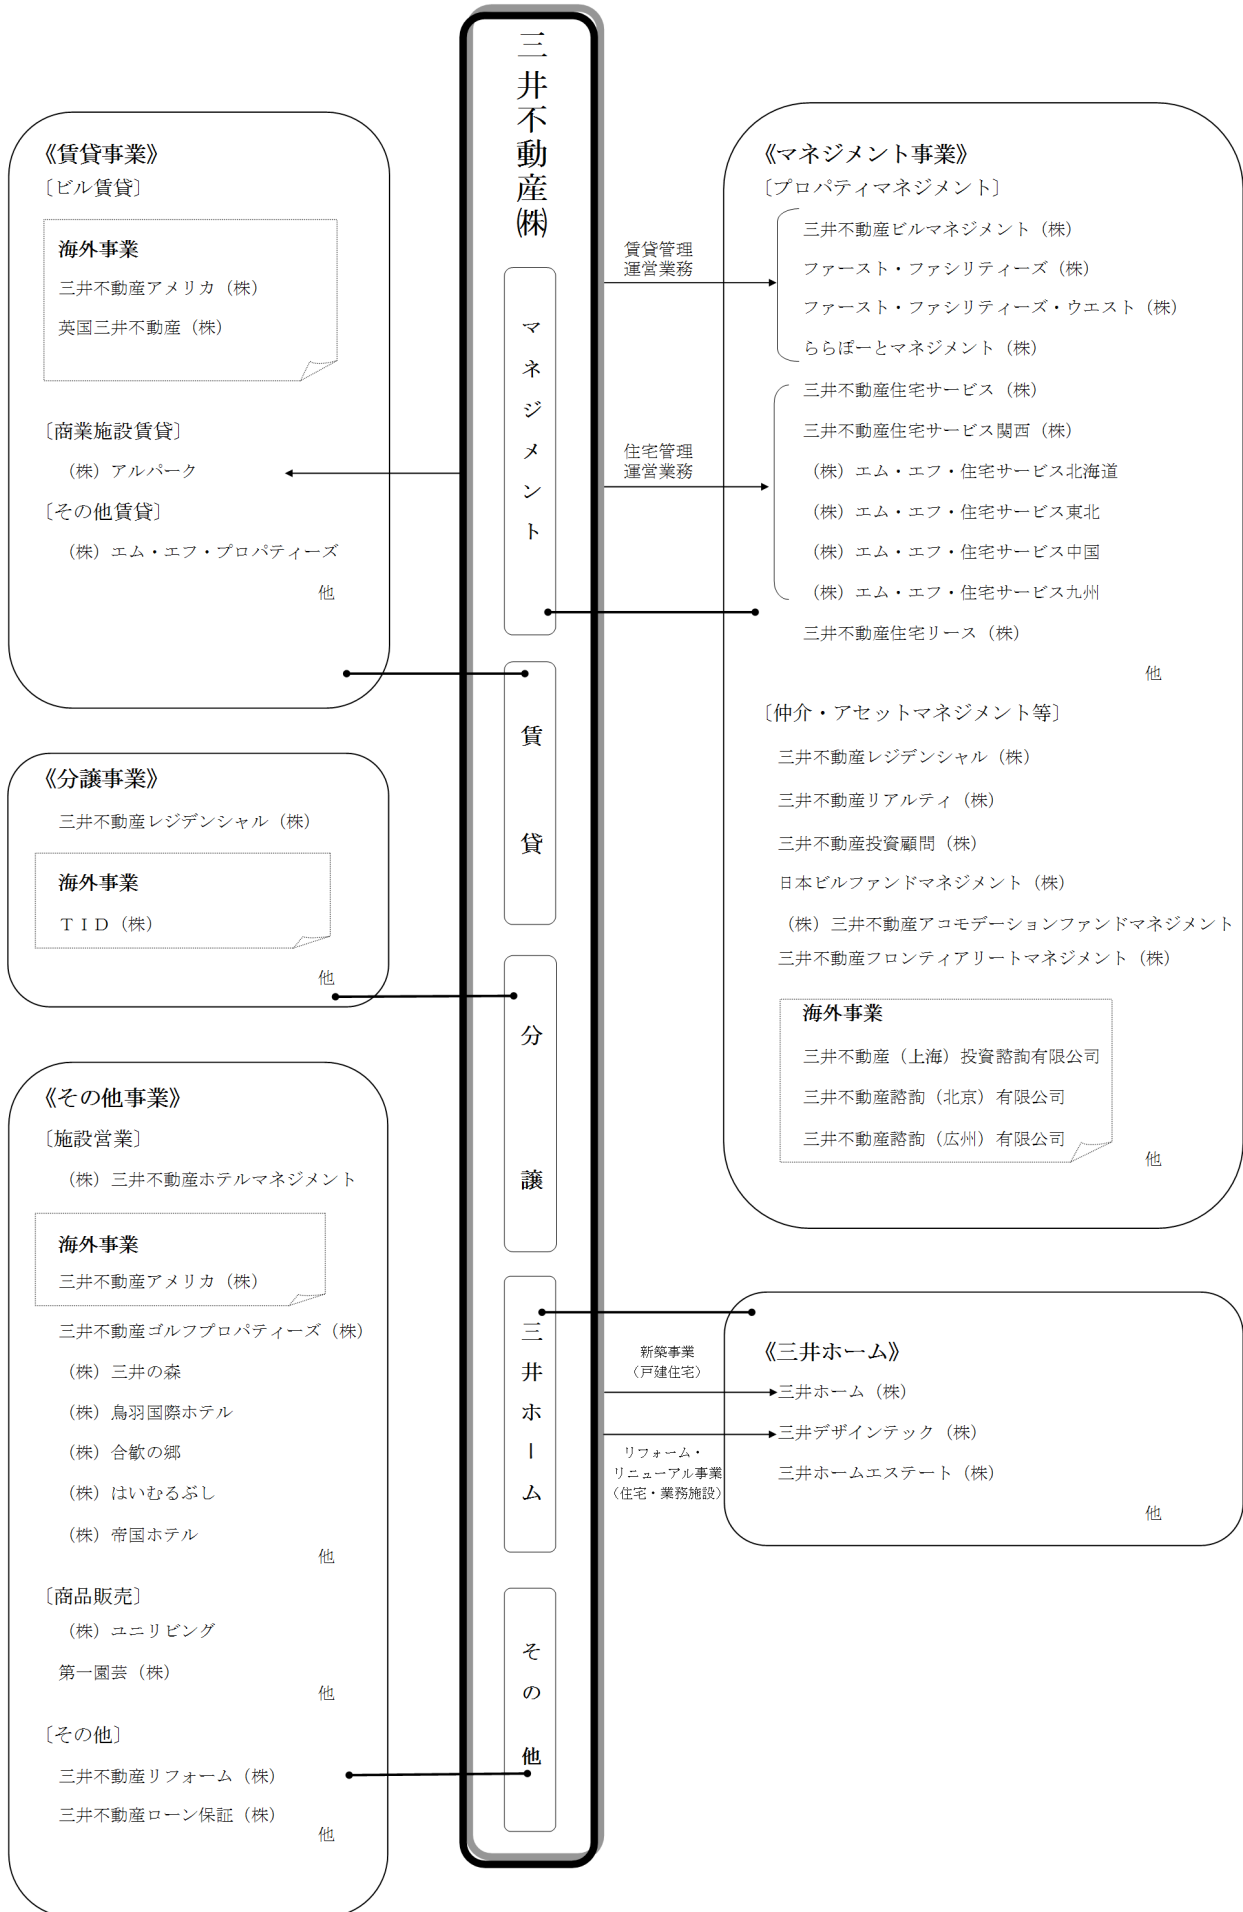 三井不動産㈱
マネジメント
賃貸
分譲
三井ホーム
その他
《賃貸事業》
〔ビル賃貸〕
海外事業
三井不動産アメリカ（株）
英国三井不動産（株）
〔商業施設賃貸〕
（株）アルパーク
〔その他賃貸〕
（株）エム・エフ・プロパティーズ
他
《分譲事業》
三井不動産レジデンシャル（株）
海外事業
ＴＩＤ（株）
他
《その他事業》
〔施設営業〕
（株）三井不動産ホテルマネジメント
海外事業
三井不動産アメリカ（株）
三井不動産ゴルフプロパティーズ（株）
（株）三井の森
（株）鳥羽国際ホテル
（株）合歓の郷
（株）はいむるぶし
（株）帝国ホテル
他
〔商品販売〕
（株）ユニリビング
第一園芸（株）
他
〔その他〕
三井不動産リフォーム（株）
三井不動産ローン保証（株）
他
賃貸管理
運営業務
住宅管理
運営業務
《マネジメント事業》
〔プロパティマネジメント〕
三井不動産ビルマネジメント（株）
ファースト・ファシリティーズ（株）
ファースト・ファシリティーズ・ウエスト（株）
ららぽーとマネジメント（株）
三井不動産住宅サービス（株）
三井不動産住宅サービス関西（株）
（株）エム・エフ・住宅サービス北海道
（株）エム・エフ・住宅サービス東北
（株）エム・エフ・住宅サービス中国
（株）エム・エフ・住宅サービス九州
三井不動産住宅リース（株）
他
〔仲介・アセットマネジメント等〕
三井不動産レジデンシャル（株）
三井不動産リアルティ（株）
三井不動産投資顧問（株）
日本ビルファンドマネジメント（株）
（株）三井不動産アコモデーションファンドマネジメント
三井不動産フロンティアリートマネジメント（株）
海外事業
三井不動産（上海）投資諮詢有限公司
三井不動産諮詢（北京）有限公司
三井不動産諮詢（広州）有限公司
他
新築事業
（戸建住宅）
リフォーム・
リニューアル事業
（住宅・業務施設）
《三井ホーム》
三井ホーム（株）
三井デザインテック（株）
三井ホームエステート（株）
他